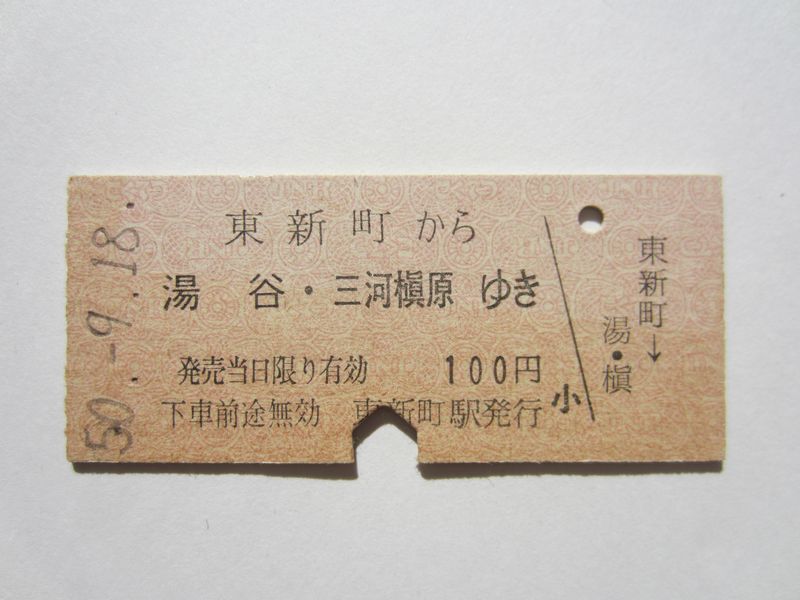 50.-9.18.
東新町から
湯谷・三河槇原ゆき
発売当日限り有効 100円
下車前途無効 東新町駅発行
小
東新町→
湯・槇